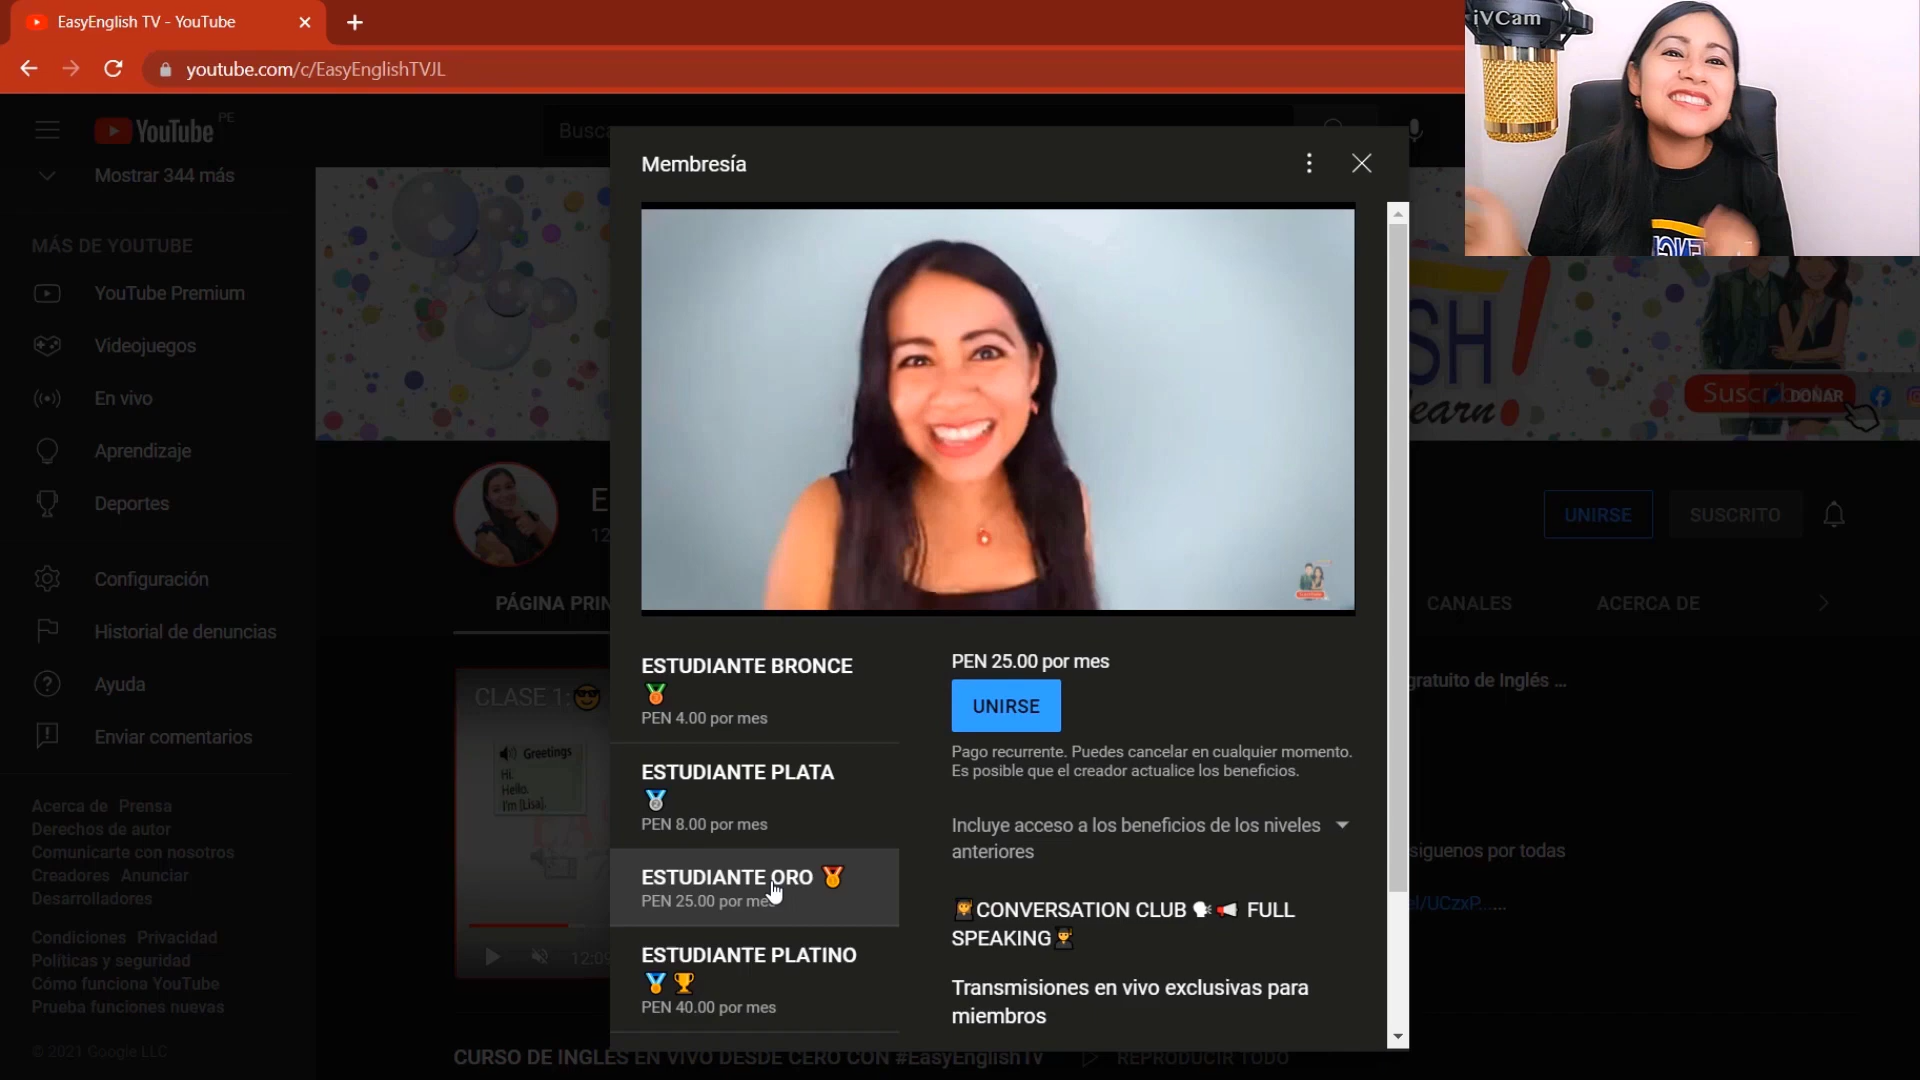 EasyEnglish TV - YouTube
youtube.com/c/EasyEnglishTVJL
iVCam
YouTube PE
Mostrar 344 más
MÁS DE YOUTUBE
YouTube Premium
Videojuegos
En vivo
Aprendizaje
Deportes
Configuración
Historial de denuncias
Ayuda
Enviar comentarios
Acerca de Prensa
Derechos de autor
Comunicarte con nosotros
Creadores Anunciar
Desarrolladores
Condiciones Privacidad
Políticas y seguridad
Cómo funciona YouTube
Prueba funciones nuevas
© 2021 Google LLC
Membresía
ESTUDIANTE BRONCE
🥉
PEN 4.00 por mes
ESTUDIANTE PLATA
🥈
PEN 8.00 por mes
ESTUDIANTE ORO 🥇
PEN 25.00 por mes
ESTUDIANTE PLATINO
🏅🏆
PEN 40.00 por mes
PEN 25.00 por mes
UNIRSE
Pago recurrente. Puedes cancelar en cualquier momento.
Es posible que el creador actualice los beneficios.
Incluye acceso a los beneficios de los niveles
anteriores
👩‍🎓CONVERSATION CLUB 🗣📢 FULL
SPEAKING👨‍🎓
Transmisiones en vivo exclusivas para
miembros
DONAR
UNIRSE
SUSCRITO
PÁGINA PRIN
CANALES
ACERCA DE
CLASE 1:😎
Greetings
Hi.
Hello.
I'm [Lisa].
12:09
gratuito de Inglés ...
siguenos por todas
l/UCzxP...
CURSO DE INGLÉS EN VIVO DESDE CERO CON #EasyEnglishTV
REPRODUCIR TODO